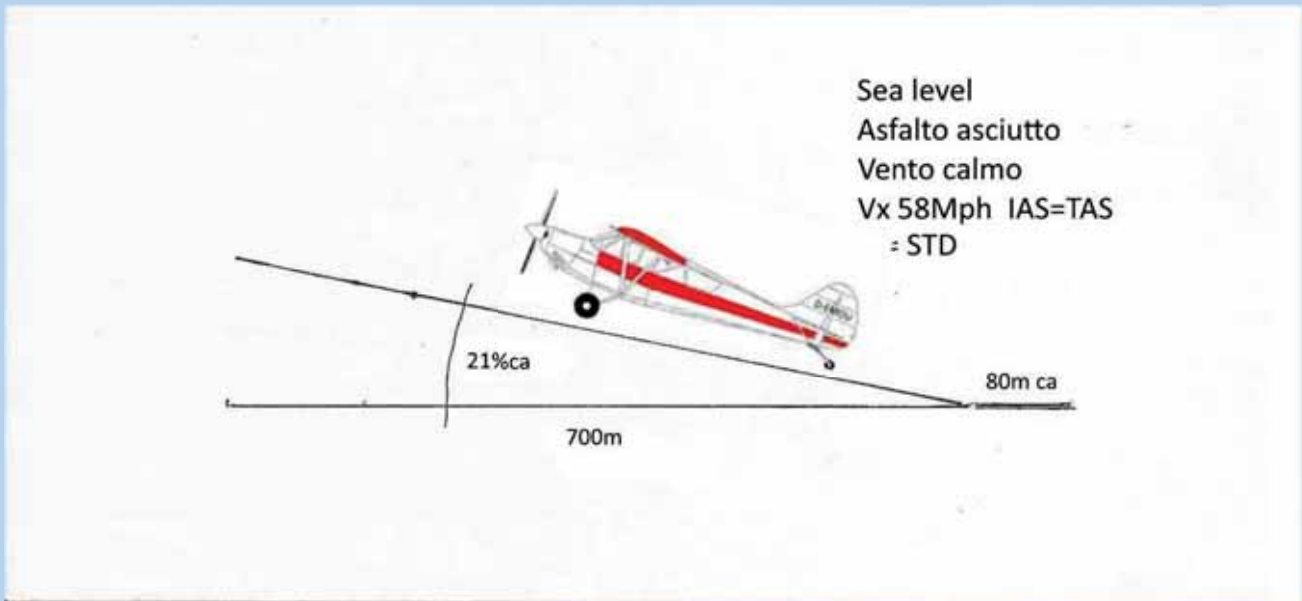 Sea level
Asfalto asciutto
Vento calmo
Vx 58Mph IAS=TAS
= STD
21%ca
80m ca
700m